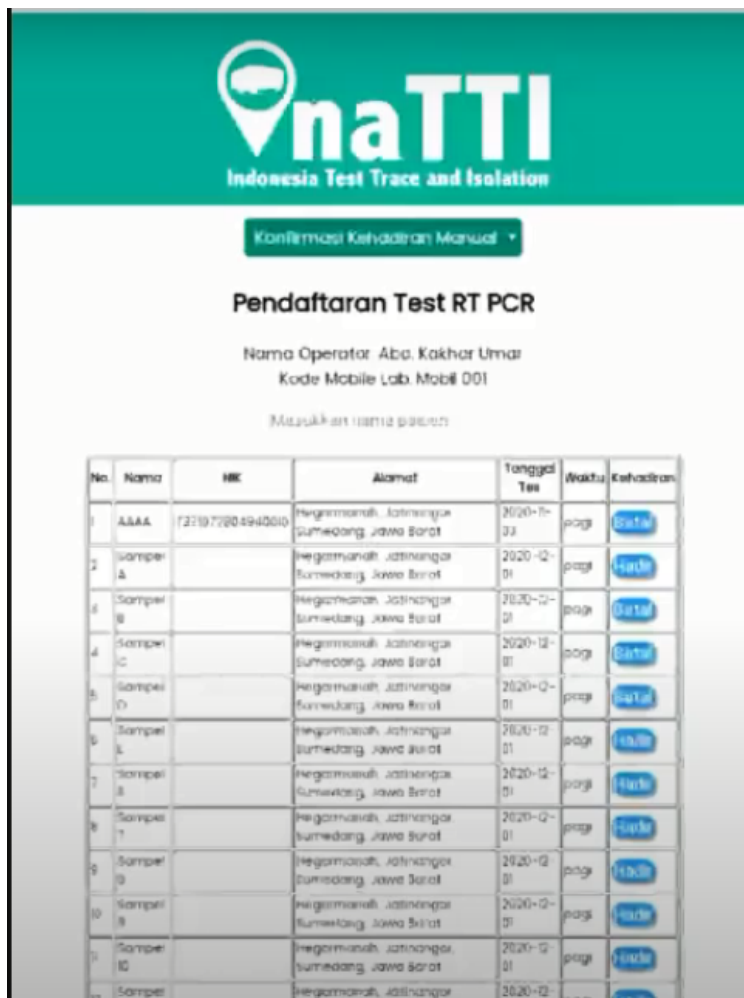 InaTTI
Indonesia Test Trace and Isolation
Konfirmasi Kehadiran Manual
Pendaftaran Test RT PCR
Nama Operator: Abd. Kakhar Umar
Kode Mobile Lab: Mobil 001
Masukkan nama pasien
No. Nama NIK Alamat Tanggal Tes Waktu Kehadiran
1 AAAA Hegarmanah, Jatinangor
Sumedang, Jawa Barat pagi Batal
2 Sampel A Hegarmanah, Jatinangor
Sumedang, Jawa Barat 2020-12-01 pagi Hadir
3 Sampel B Hegarmanah, Jatinangor
Sumedang, Jawa Barat 2020-12-01 pagi Batal
4 Sampel C Hegarmanah, Jatinangor
Sumedang, Jawa Barat 2020-12-01 pagi Batal
5 Sampel D Hegarmanah, Jatinangor
Sumedang, Jawa Barat 2020-12-01 pagi Batal
6 Sampel Hegarmanah, Jatinangor
Sumedang, Jawa Barat 2020-12-01 pagi Hadir
7 Sampel Hegarmanah, Jatinangor
Sumedang, Jawa Barat 2020-12-01 pagi Hadir
8 Sampel 7 Hegarmanah, Jatinangor
Sumedang, Jawa Barat 2020-12-01 pagi Hadir
9 Sampel Hegarmanah, Jatinangor
Sumedang, Jawa Barat 2020-12-01 pagi Hadir
10 Sampel 9 Hegarmanah, Jatinangor
Sumedang, Jawa Barat 2020-12-01 pagi Hadir
11 Sampel 10 Hegarmanah, Jatinangor,
Sumedang, Jawa Barat 2020-12-01 pagi Hadir
Sampel Hegarmanah, Jatinangor 2020-12-